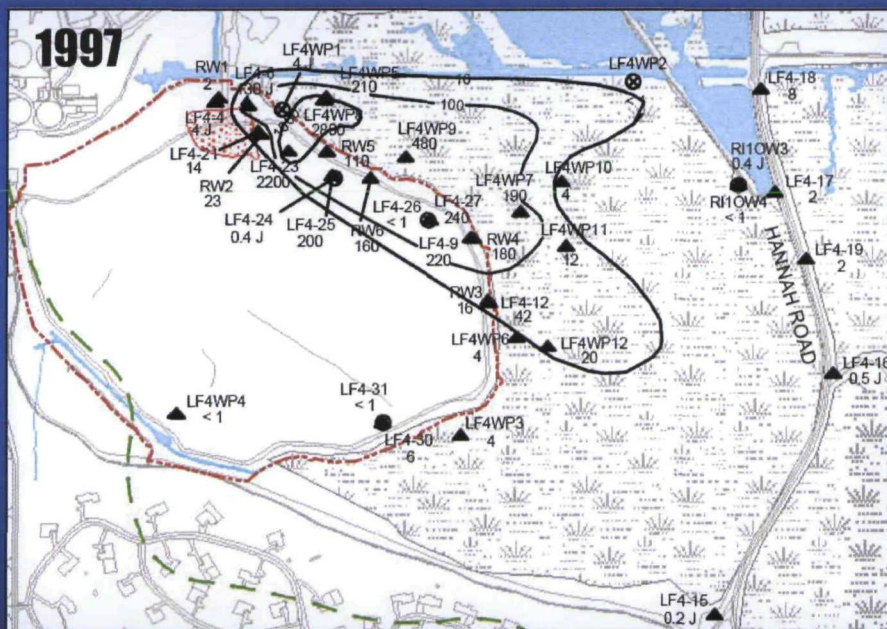 1997
LF4WP1
4 J
RW1
2
LF4-6
LF4WP5
210
10
LF4WP2
LF4-18
8
100
LF4-4
4 J
LF4WP8
2800
LF4WP9
480
RW5
110
LF4-21
14
LF4-23
2200
RW2
23
LF4WP10
4
LF4WP7
190
RI1OW3
0.4 J
RI1OW4
< 1
LF4-17
2
LF4-24
0.4 J
LF4-25
200
RW6
160
LF4-26
< 1
LF4-27
240
LF4-9
220
RW4
180
LF4WP11
12
HANNAH ROAD
LF4-19
2
RW3
16
LF4-12
42
LF4WP6
4
LF4WP12
20
LF4-16
0.5 J
LF4WP4
< 1
LF4-31
< 1
LF4-30
6
LF4WP3
4
LF4-15
0.2 J